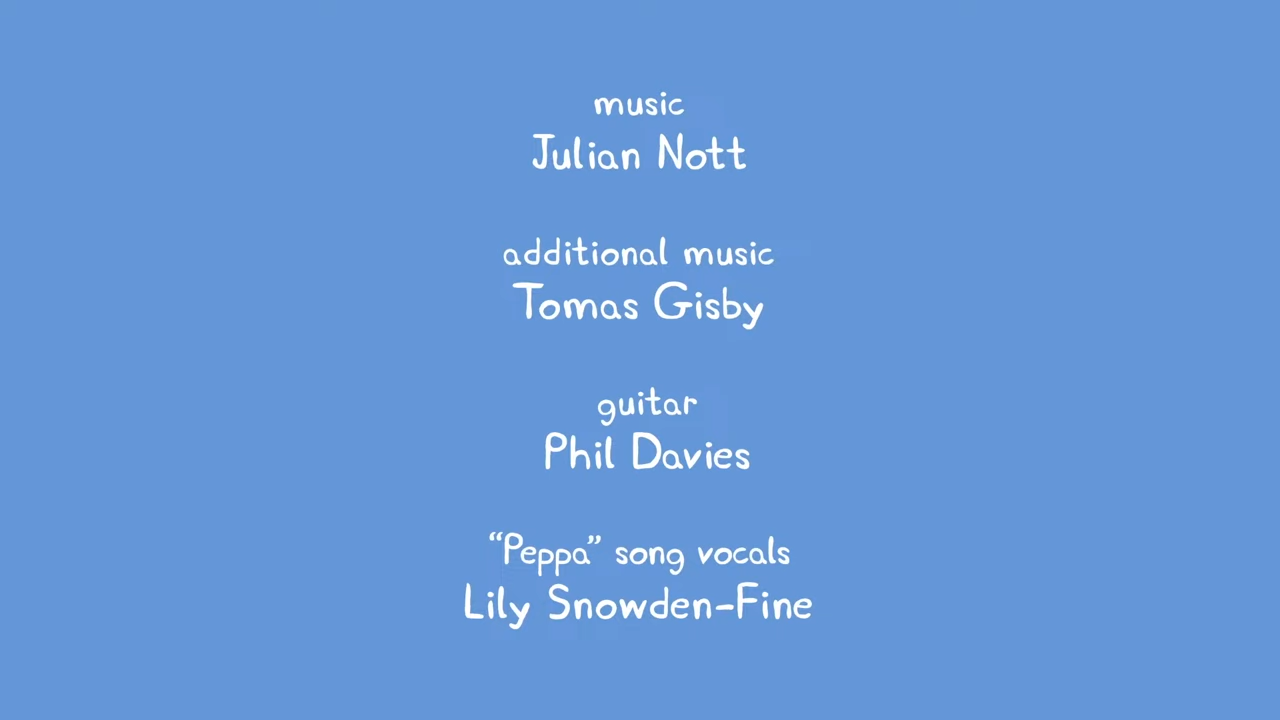 music
Julian Nott
additional music
Tomas Gisby
guitar
Phil Davies
“Peppa” song vocals
Lily Snowden-Fine